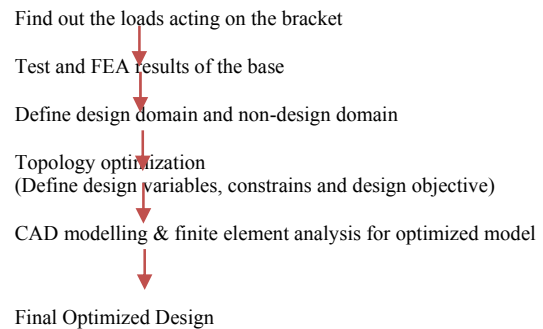 Find out the loads acting on the bracket
Test and FEA results of the base
Define design domain and non-design domain
Topology optimization
(Define design variables, constrains and design objective)
CAD modelling & finite element analysis for optimized model
Final Optimized Design